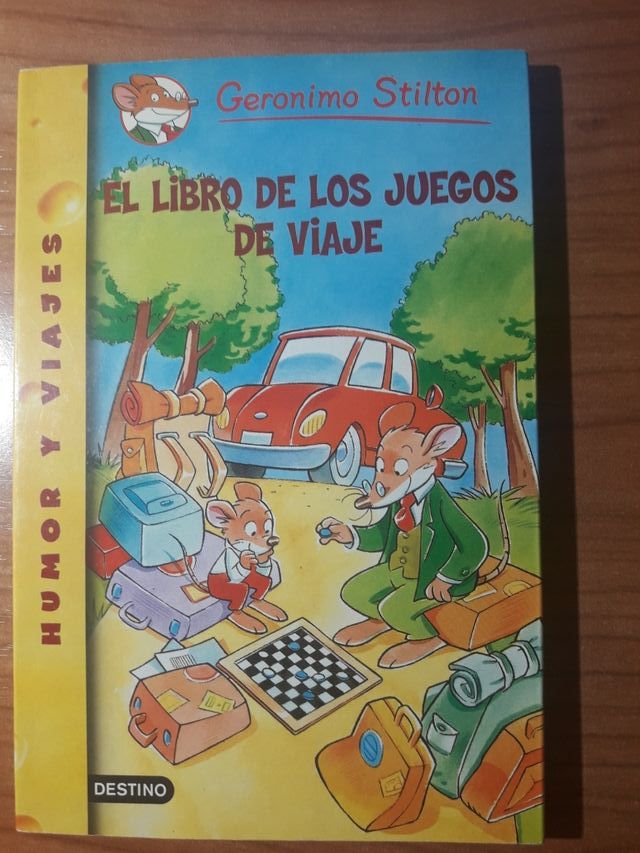 Geronimo Stilton
EL LIBRO DE LOS JUEGOS
DE VIAJE
HUMOR Y VIAJES
DESTINO